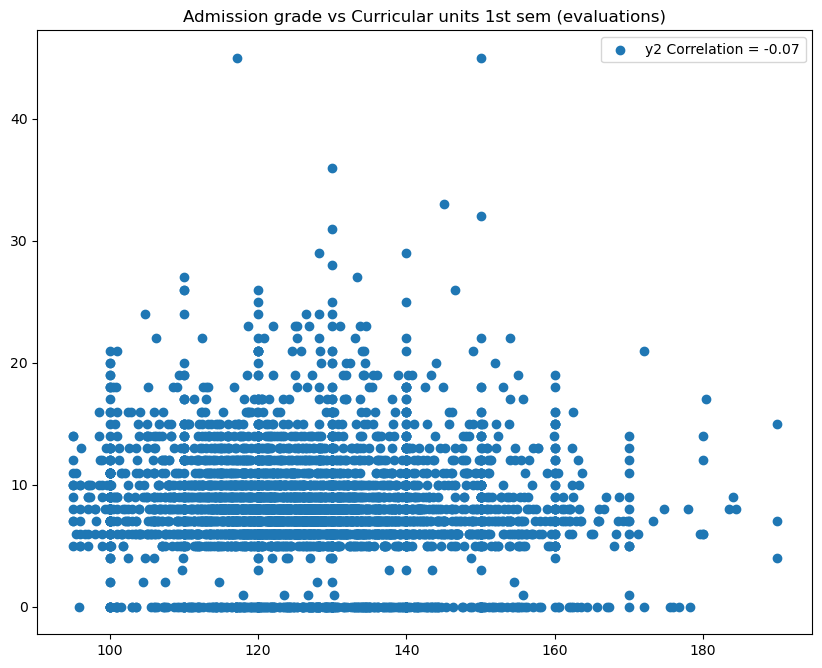 Admission grade vs Curricular units 1st sem (evaluations)
y2 Correlation = -0.07
40
30
20
10
0
100 120 140 160 180